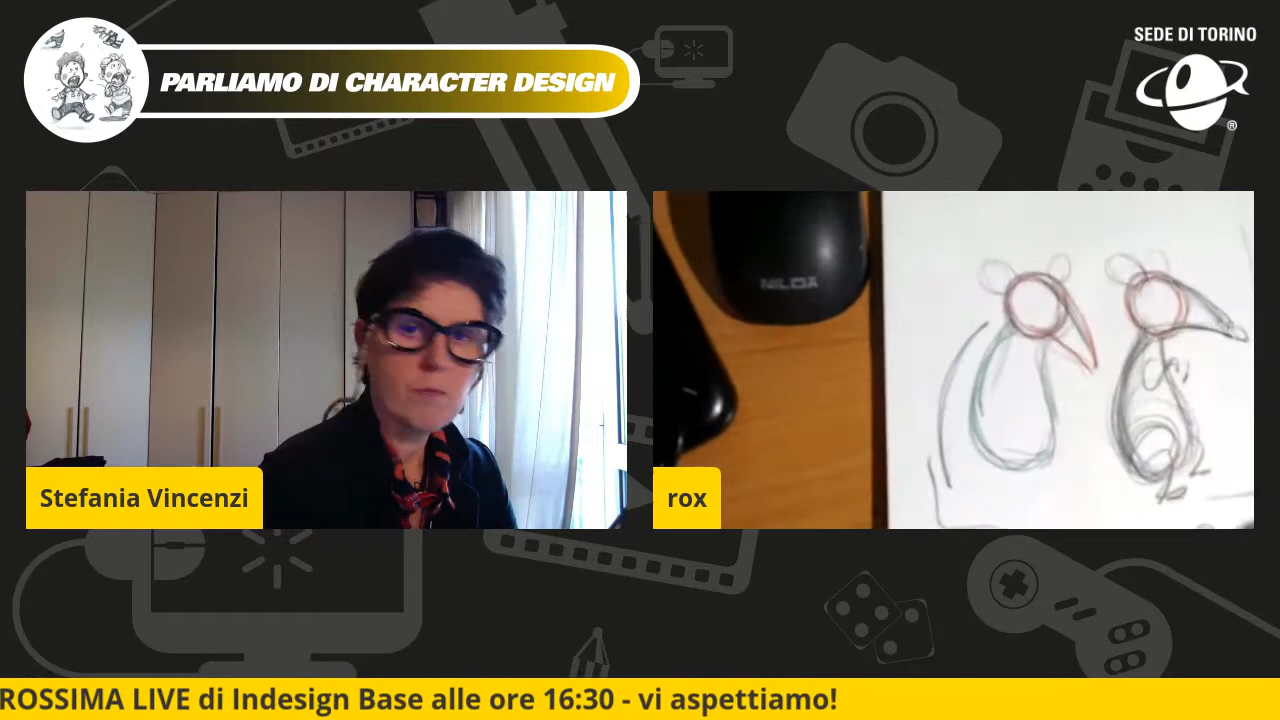 PARLIAMO DI CHARACTER DESIGN
SEDE DI TORINO
®
NILOX
Stefania Vincenzi
rox
ROSSIMA LIVE di Indesign Base alle ore 16:30 - vi aspettiamo!